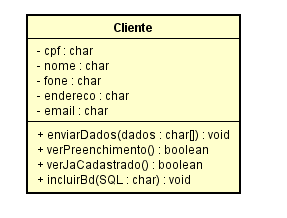 Cliente
- cpf : char
- nome : char
- fone : char
- endereco : char
- email : char
+ enviarDados(dados : char[]) : void
+ verPreenchimento() : boolean
+ verJaCadastrado() : boolean
+ incluirBd(SQL : char) : void